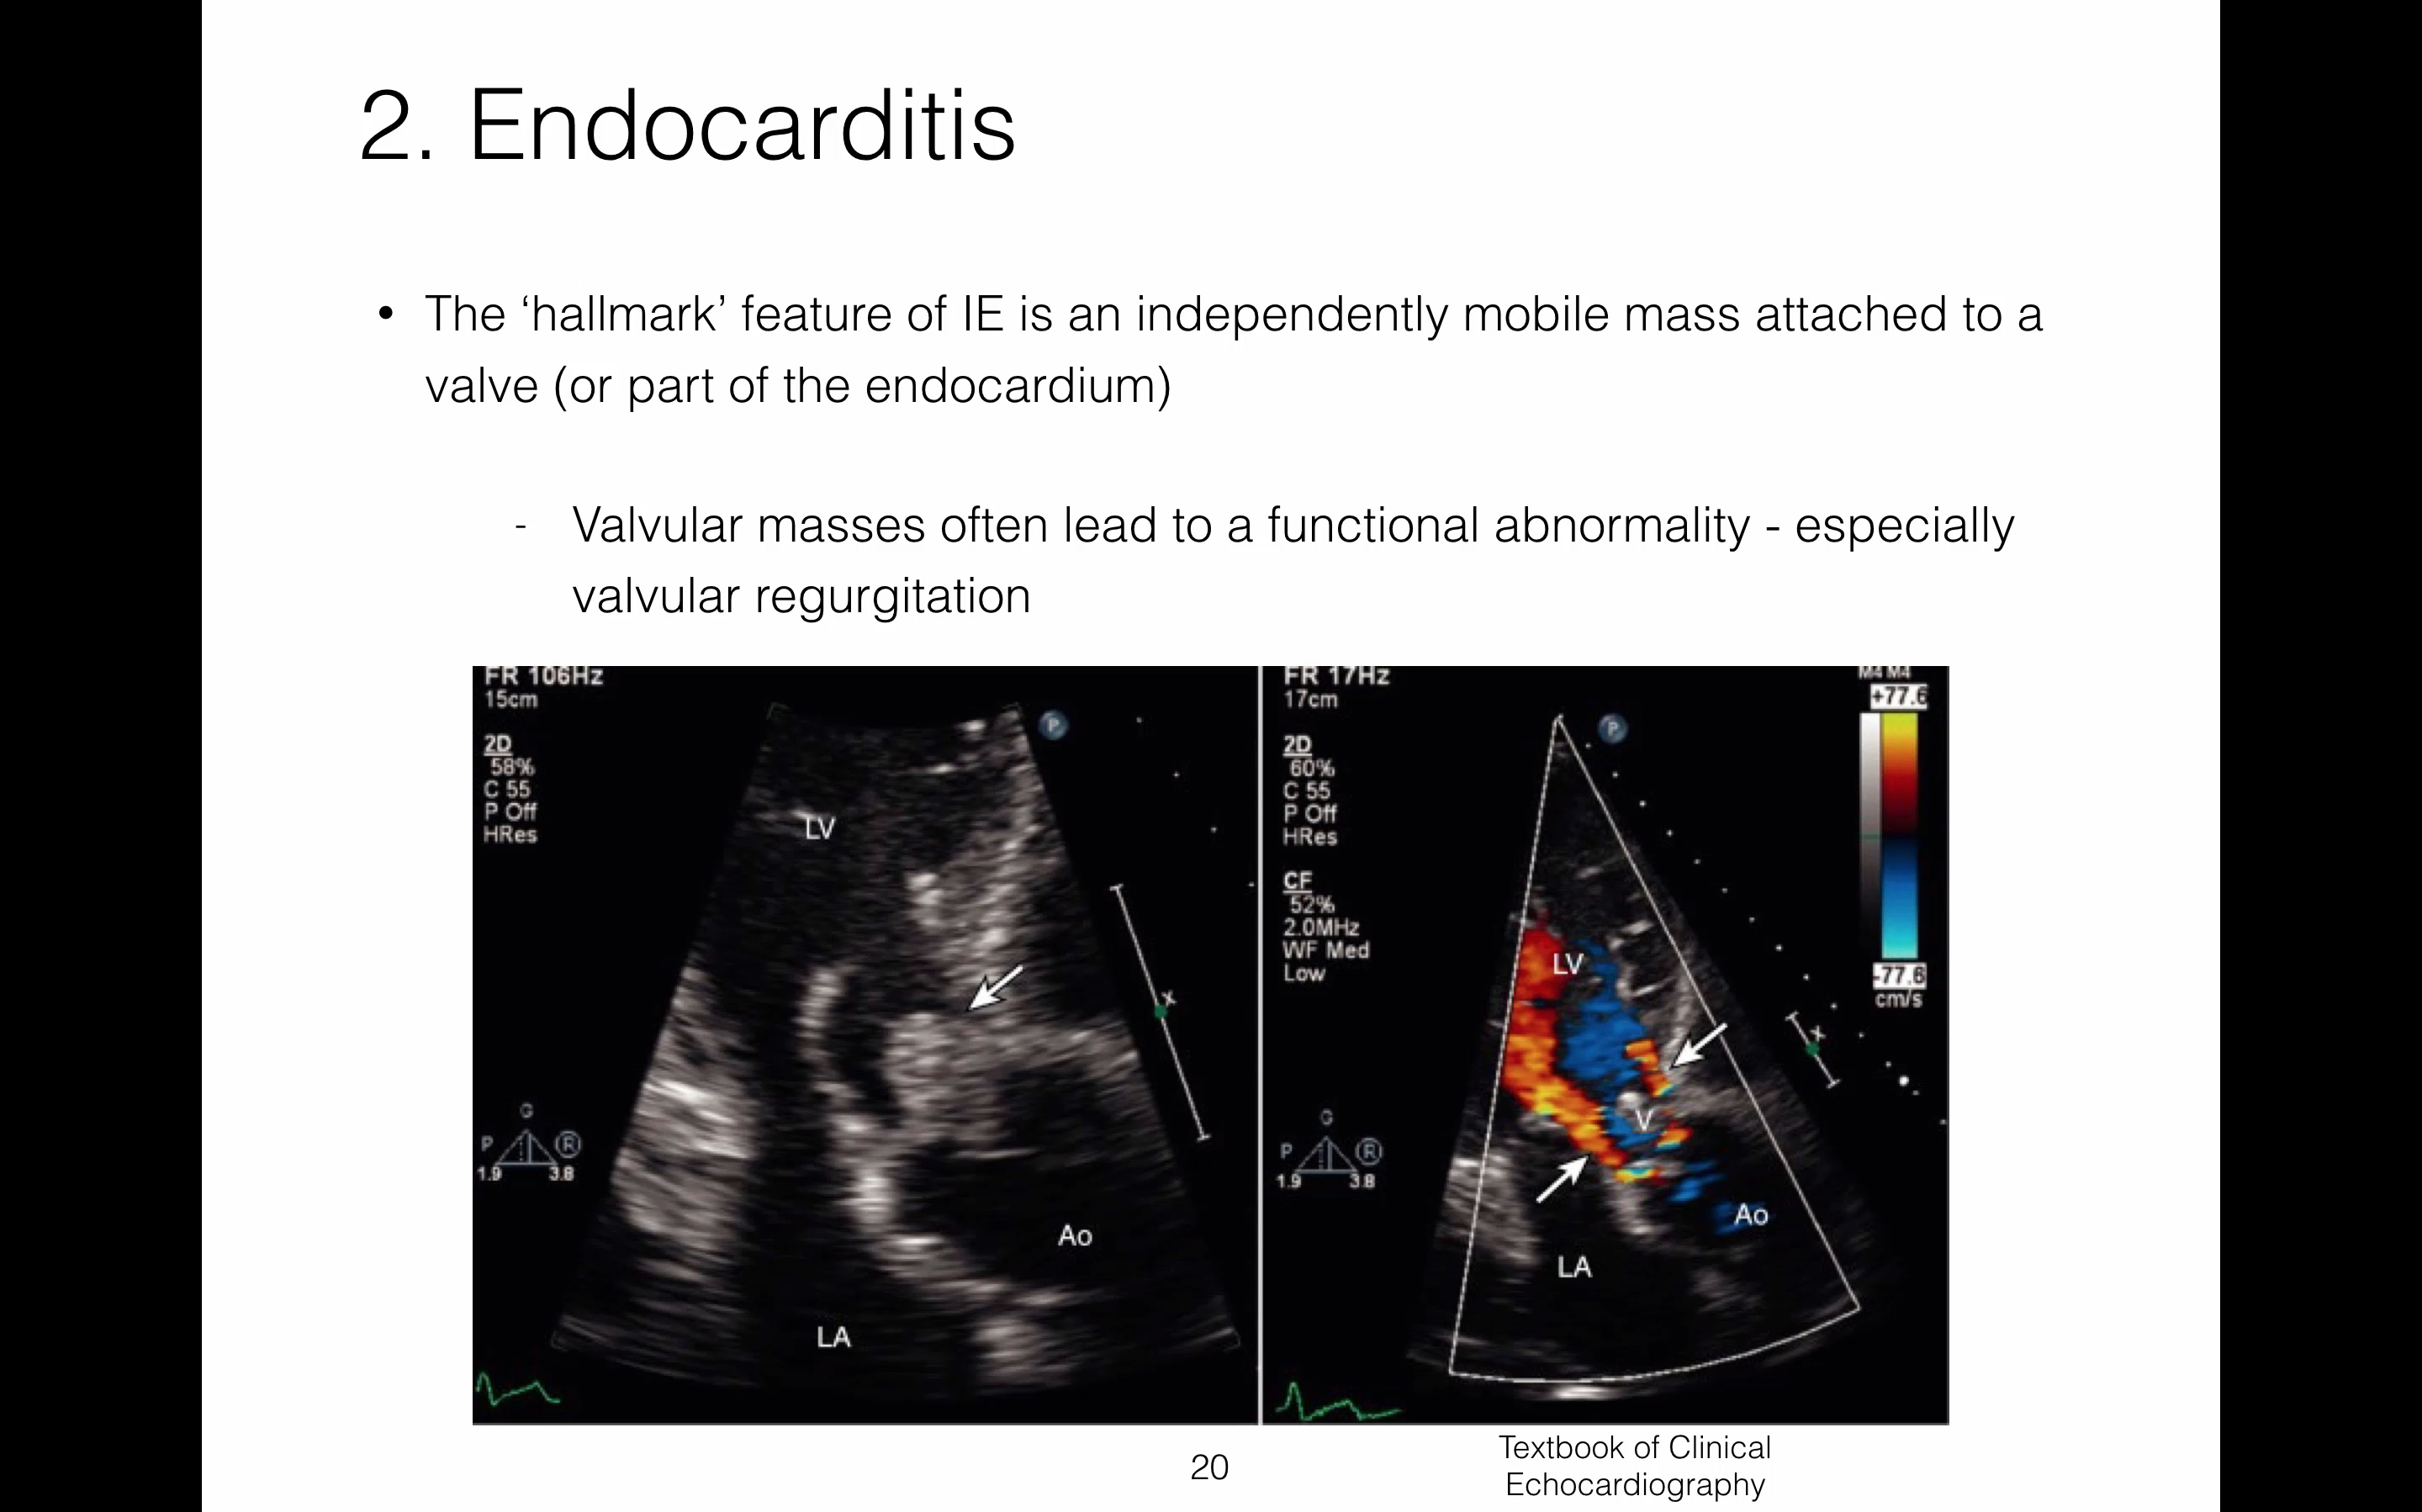 2. Endocarditis
• The ‘hallmark’ feature of IE is an independently mobile mass attached to a
valve (or part of the endocardium)
- Valvular masses often lead to a functional abnormality - especially
valvular regurgitation
FR 106Hz
15cm
2D
58%
C 55
P Off
HRes
P
LV
x
G
P R
1.9 3.8
Ao
LA
FR 17Hz
17cm
2D
60%
C 55
P Off
HRes
CF
52%
2.0MHz
WF Med
Low
P
M4 M4
+77.6
-77.6
cm/s
LV
x
V
G
P R
1.9 3.8
Ao
LA
20
Textbook of Clinical
Echocardiography